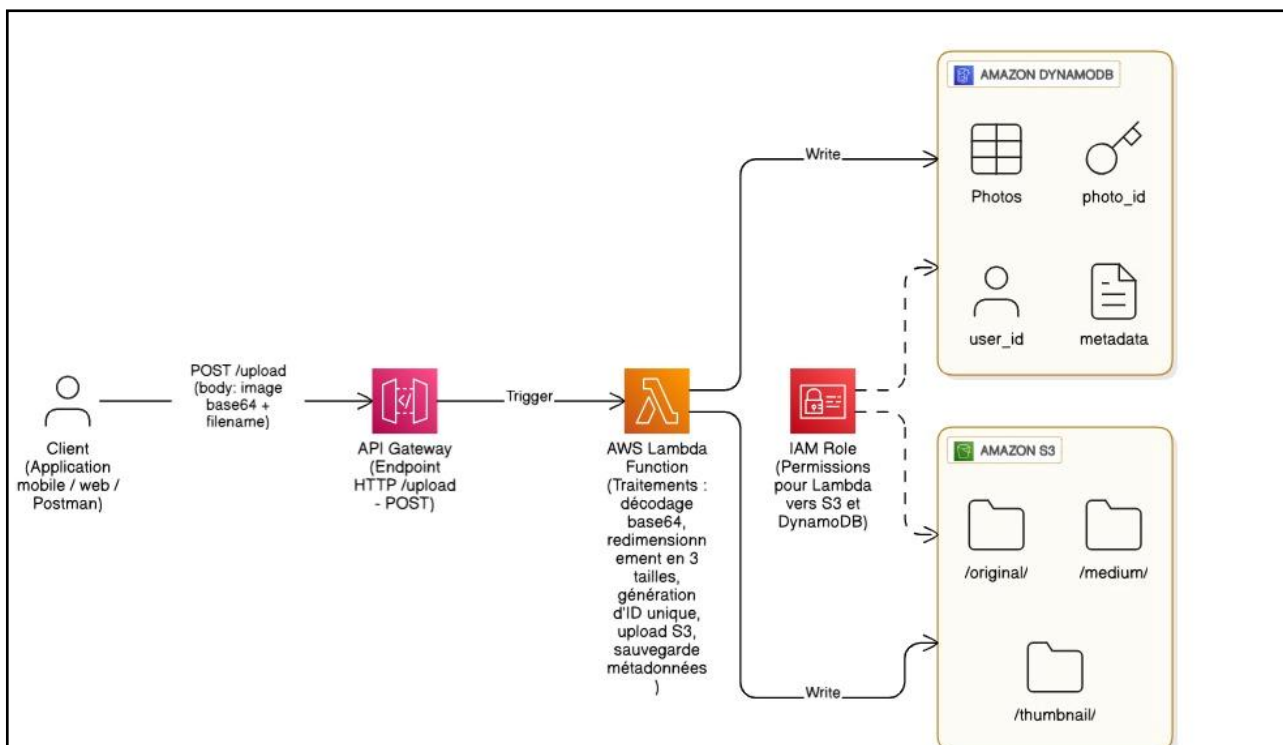 AMAZON DYNAMODB
Photos
photo_id
user_id
metadata
Write
POST /upload
(body: image
base64 +
filename)
Trigger
Client
(Application
mobile / web /
Postman)
API Gateway
(Endpoint
HTTP /upload
- POST)
AWS Lambda
Function
(Traitements :
décodage
base64,
redimensionn
ement en 3
tailles,
génération
d'ID unique,
upload S3,
sauvegarde
métadonnées
)
IAM Role
(Permissions
pour Lambda
vers S3 et
DynamoDB)
AMAZON S3
/original/
/medium/
/thumbnail/
Write